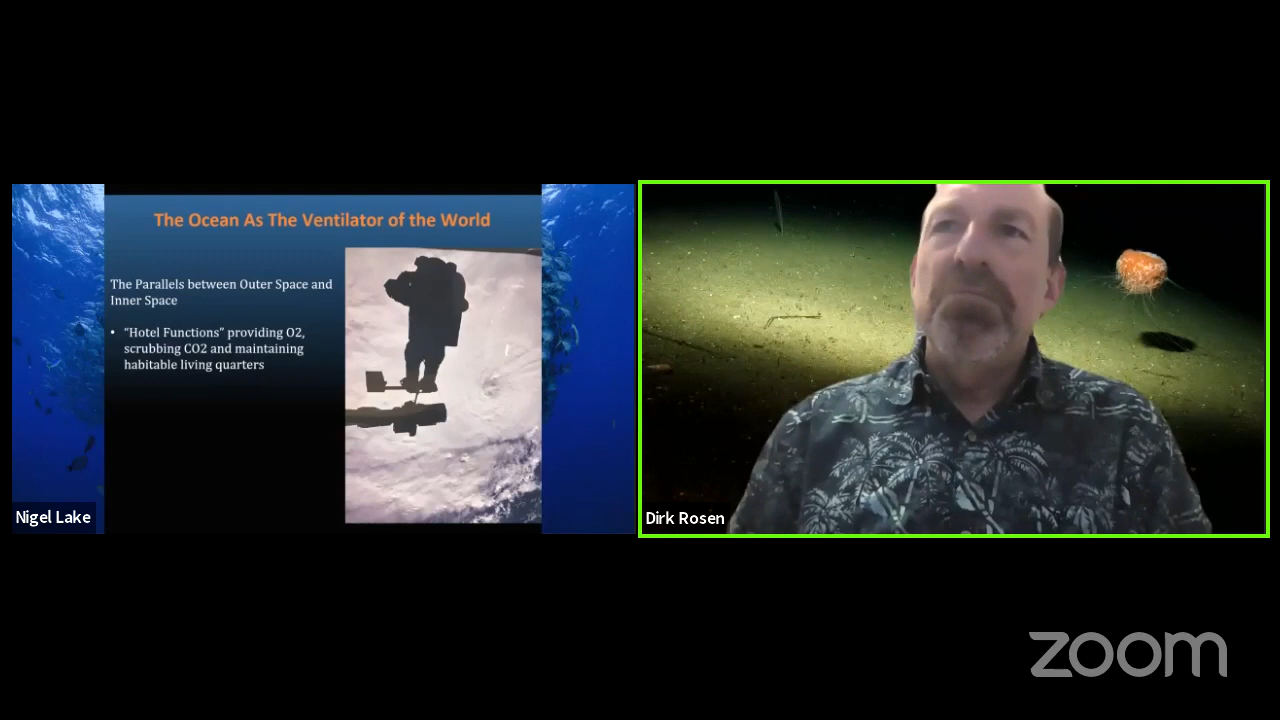 The Ocean As The Ventilator of the World
The Parallels between Outer Space and
Inner Space
• “Hotel Functions” providing O2,
scrubbing CO2 and maintaining
habitable living quarters
Nigel Lake
Dirk Rosen
zoom